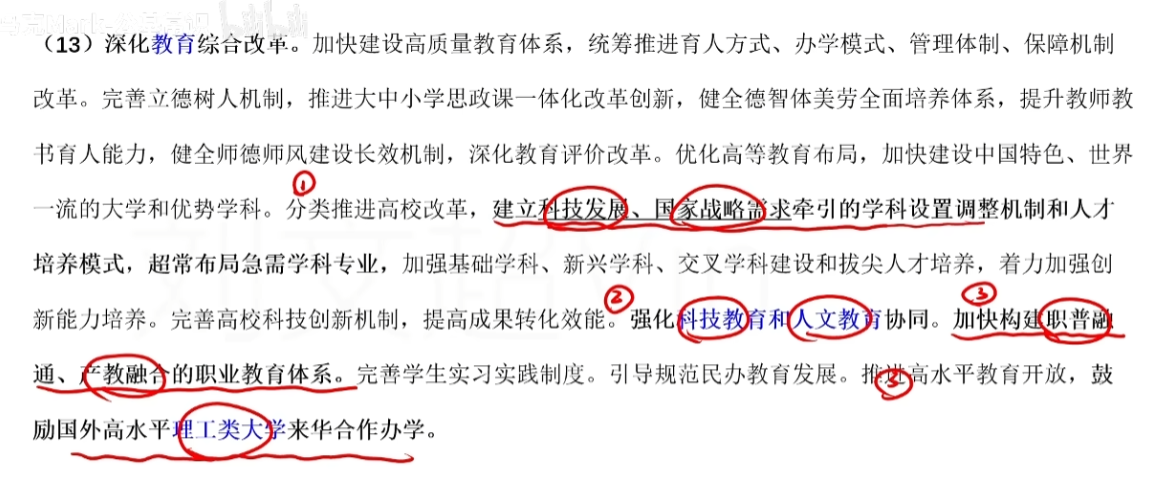 （13）深化教育综合改革。加快建设高质量教育体系，统筹推进育人方式、办学模式、管理体制、保障机制
改革。完善立德树人机制，推进大中小学思政课一体化改革创新，健全德智体美劳全面培养体系，提升教师教
书育人能力，健全师德师风建设长效机制，深化教育评价改革。优化高等教育布局，加快建设中国特色、世界
①
一流的大学和优势学科。分类推进高校改革，建立科技发展、国家战略需求牵引的学科设置调整机制和人才
培养模式，超常布局急需学科专业，加强基础学科、新兴学科、交叉学科建设和拔尖人才培养，着力加强创
② ③
新能力培养。完善高校科技创新机制，提高成果转化效能。强化科技教育和人文教育协同。加快构建职普融
通、产教融合的职业教育体系。完善学生实习实践制度。引导规范民办教育发展。推进高水平教育开放，鼓
励国外高水平理工类大学来华合作办学。